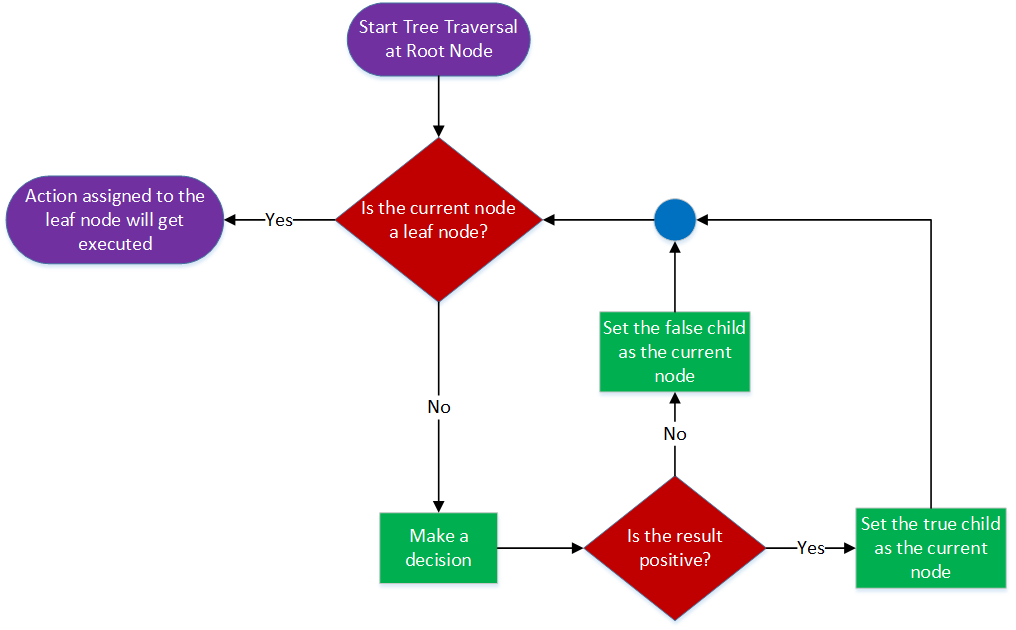 Start Tree Traversal
at Root Node
Action assigned to the
leaf node will get
executed
Yes
Is the current node
a leaf node?
Set the false child
as the current
node
No
No
Make a
decision
Is the result
positive?
Yes
Set the true child
as the current
node